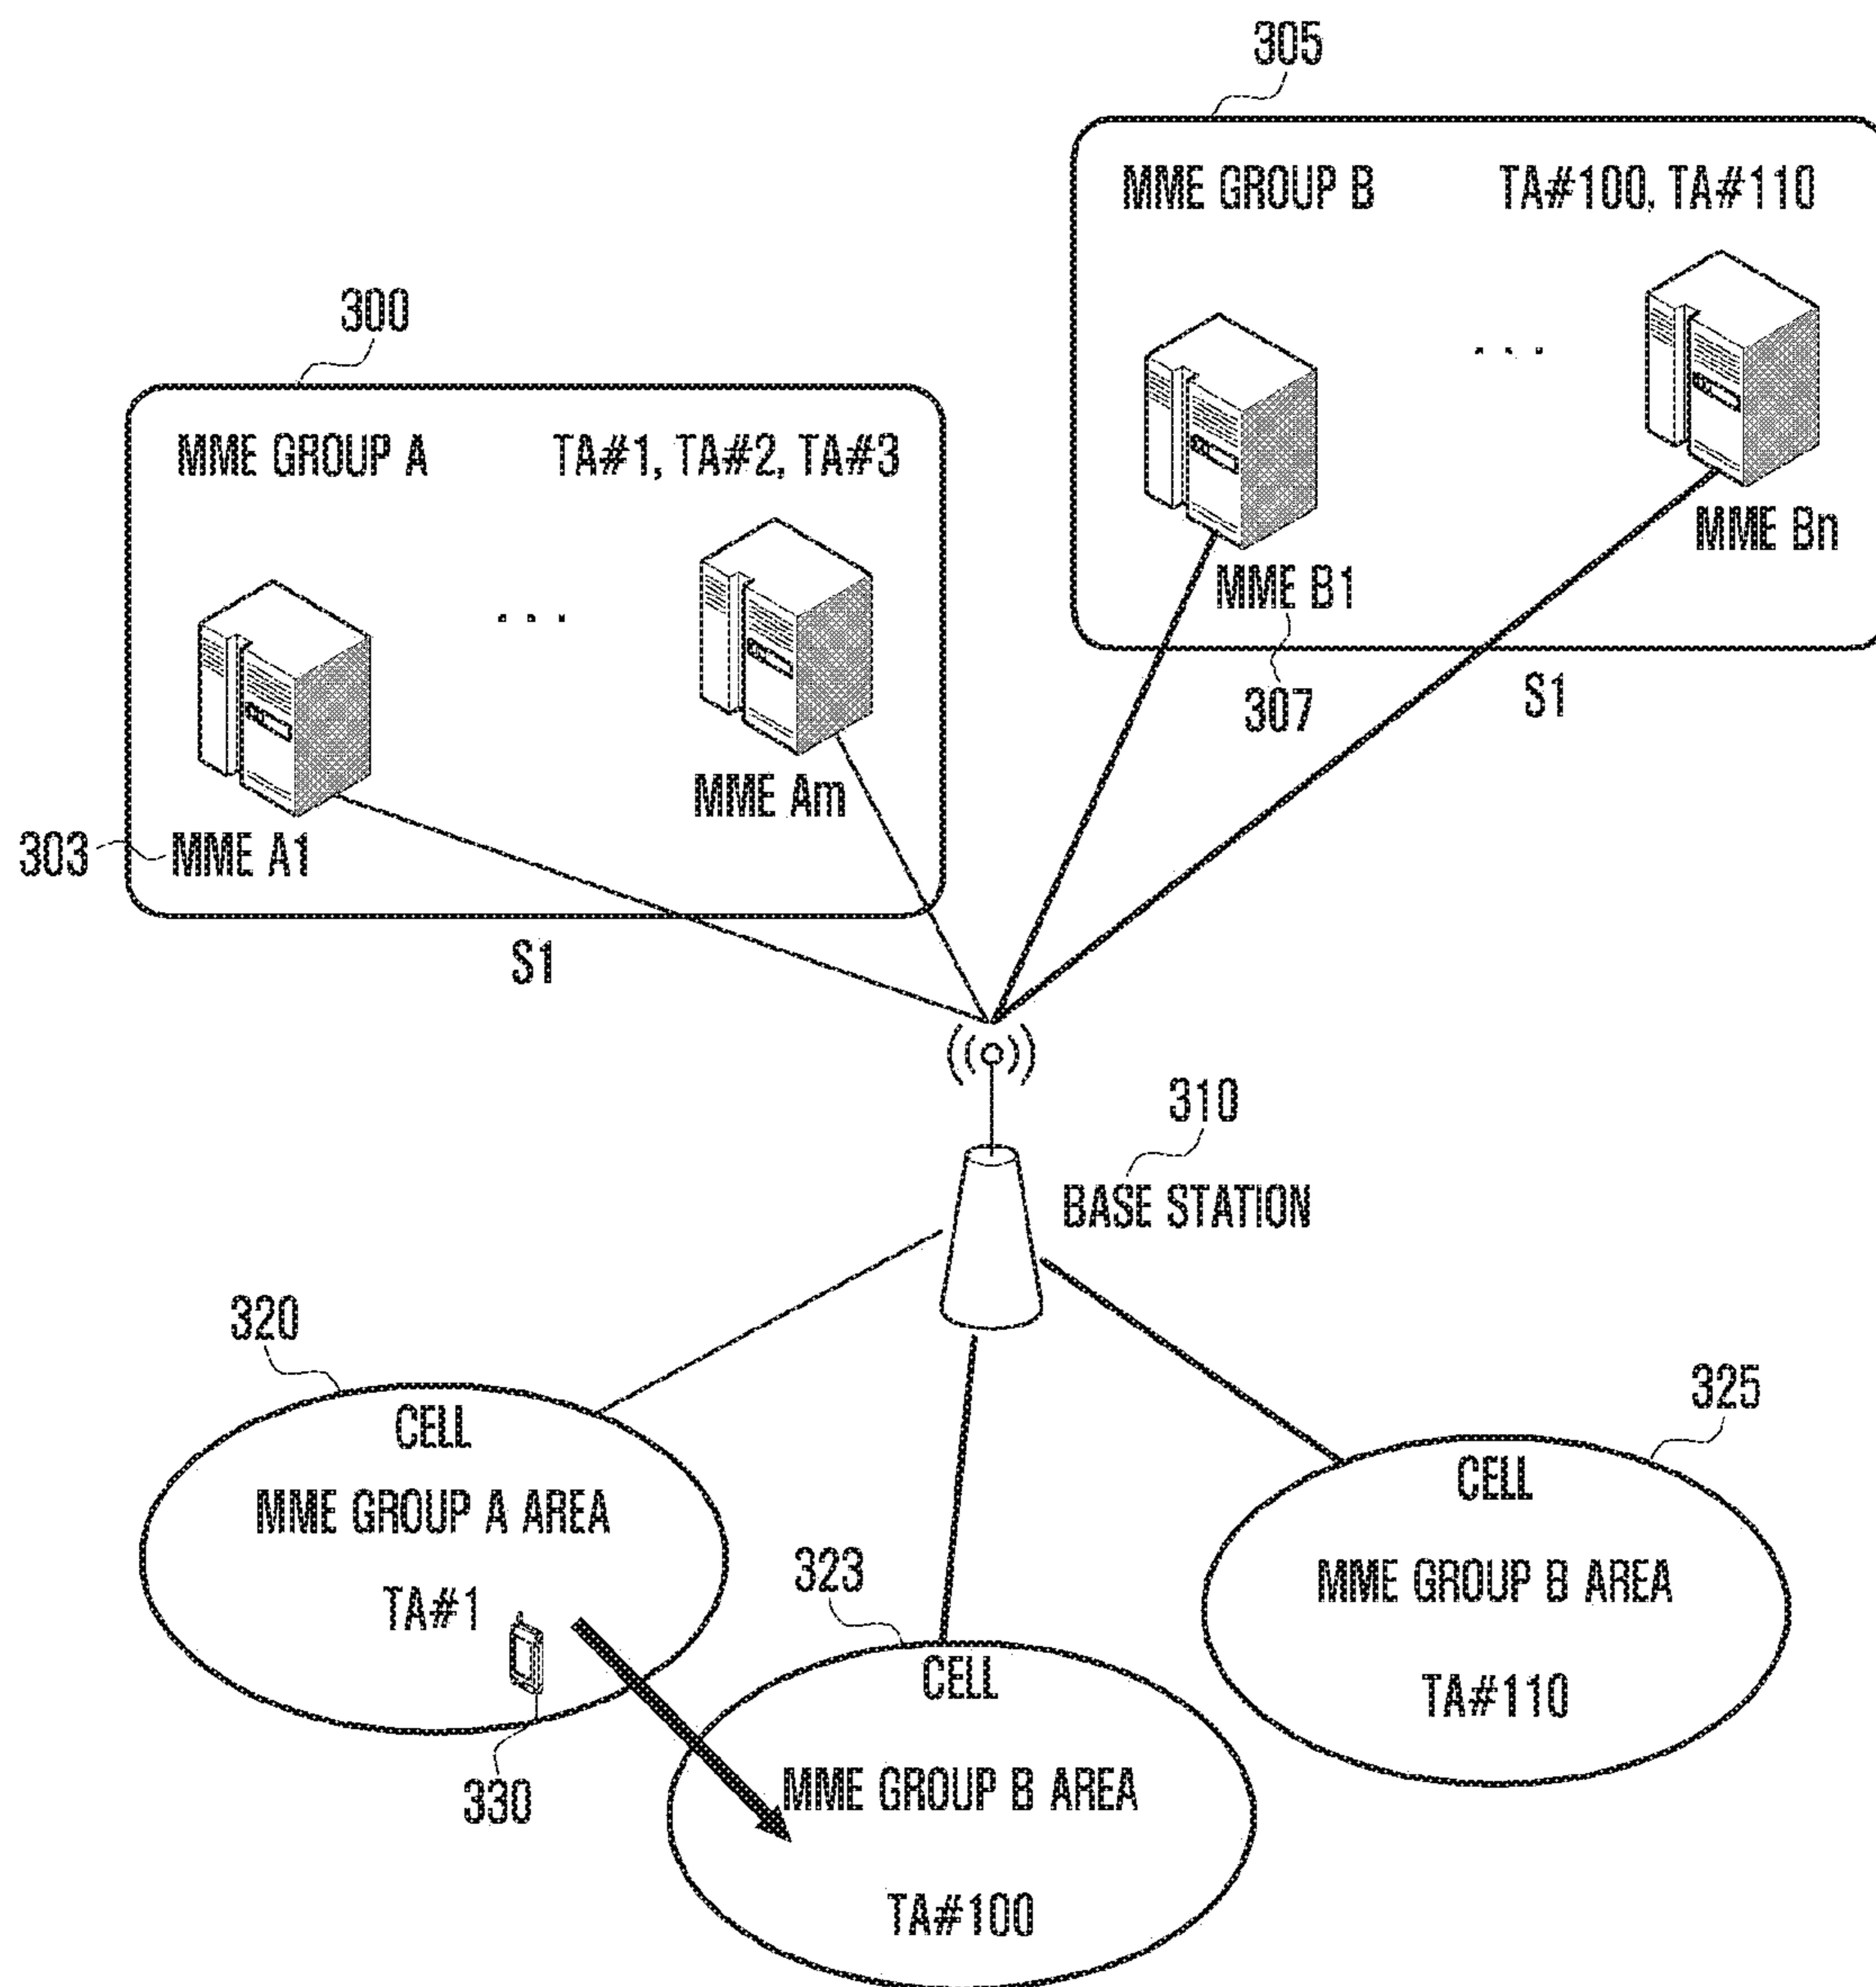 305
MME GROUP B TA#100, TA#110
. . .
MME B1
MME Bn
307
S1
300
MME GROUP A TA#1, TA#2, TA#3
. . .
MME Am
303
MME A1
S1
310
BASE STATION
320
CELL
MME GROUP A AREA
TA#1
330
323
CELL
MME GROUP B AREA
TA#100
325
CELL
MME GROUP B AREA
TA#110